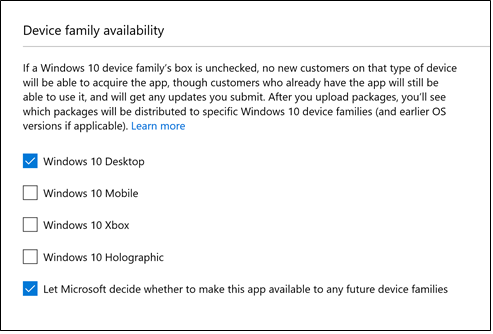 Device family availability
If a Windows 10 device family's box is unchecked, no new customers on that type of device
will be able to acquire the app, though customers who already have the app will still be
able to use it, and will get any updates you submit. After you upload packages, you'll see
which packages will be distributed to specific Windows 10 device families (and earlier OS
versions if applicable). Learn more
Windows 10 Desktop
Windows 10 Mobile
Windows 10 Xbox
Windows 10 Holographic
Let Microsoft decide whether to make this app available to any future device families